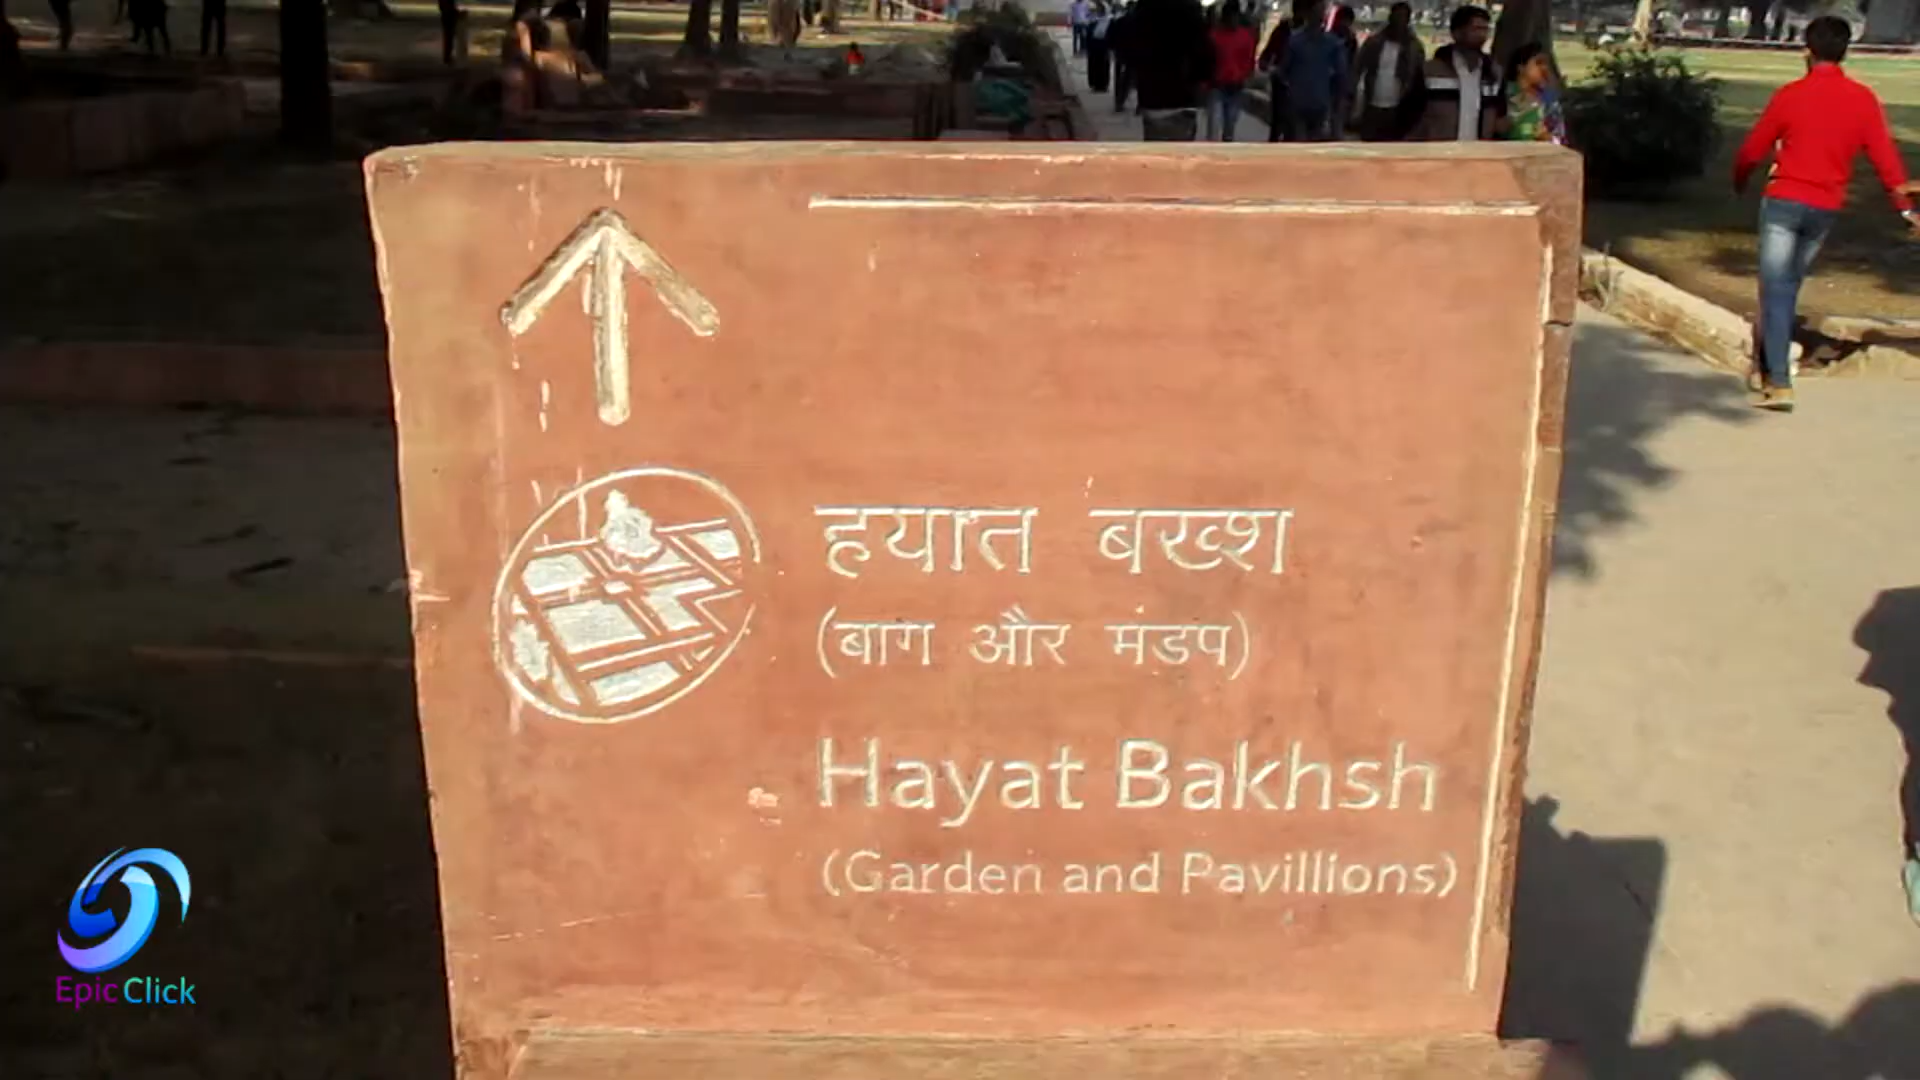 हयात बख्श
(बाग और मंडप)
Hayat Bakhsh
(Garden and Pavillions)
Epic Click